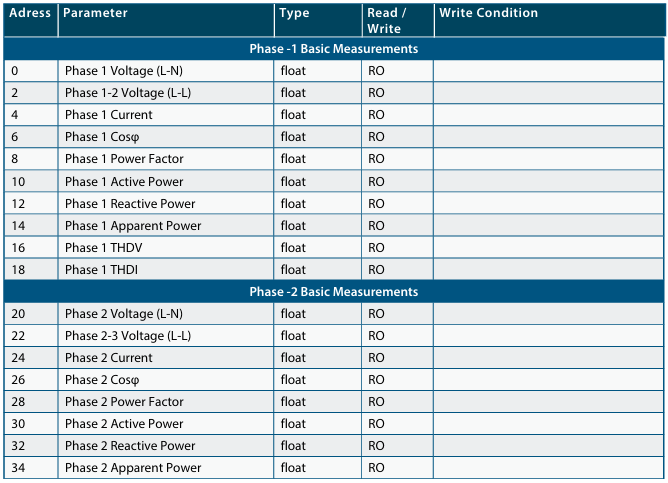 Adress Parameter Type Read / Write Write Condition
Phase -1 Basic Measurements
0 Phase 1 Voltage (L-N) float RO
2 Phase 1-2 Voltage (L-L) float RO
4 Phase 1 Current float RO
6 Phase 1 Cosφ float RO
8 Phase 1 Power Factor float RO
10 Phase 1 Active Power float RO
12 Phase 1 Reactive Power float RO
14 Phase 1 Apparent Power float RO
16 Phase 1 THDV float RO
18 Phase 1 THDI float RO
Phase -2 Basic Measurements
20 Phase 2 Voltage (L-N) float RO
22 Phase 2-3 Voltage (L-L) float RO
24 Phase 2 Current float RO
26 Phase 2 Cosφ float RO
28 Phase 2 Power Factor float RO
30 Phase 2 Active Power float RO
32 Phase 2 Reactive Power float RO
34 Phase 2 Apparent Power float RO